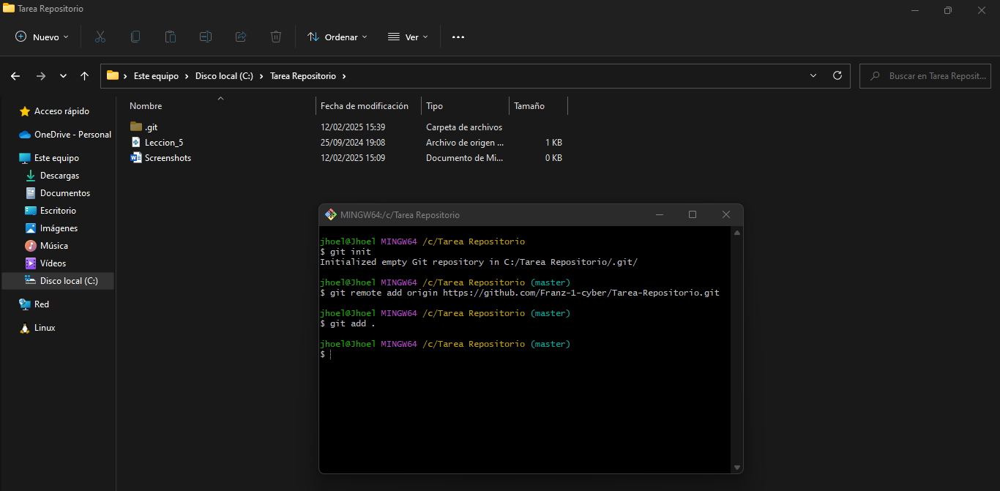 Tarea Repositorio
Nuevo
Ordenar
Ver
Este equipo > Disco local (C:) > Tarea Repositorio >
Buscar en Tarea Reposit...
Nombre Fecha de modificación Tipo Tamaño
.git 12/02/2025 15:39 Carpeta de archivos
Leccion_5 25/09/2024 19:08 Archivo de origen ... 1 KB
Screenshots 12/02/2025 15:09 Documento de Mi... 0 KB
Acceso rápido
OneDrive - Personal
Este equipo
Descargas
Documentos
Escritorio
Imágenes
Música
Vídeos
Disco local (C:)
Red
Linux
MINGW64:/c/Tarea Repositorio
jhoel@Jhoel MINGW64 /c/Tarea Repositorio
$ git init
Initialized empty Git repository in C:/Tarea Repositorio/.git/
jhoel@Jhoel MINGW64 /c/Tarea Repositorio (master)
$ git remote add origin https://github.com/Franz-1-cyber/Tarea-Repositorio.git
jhoel@Jhoel MINGW64 /c/Tarea Repositorio (master)
$ git add .
jhoel@Jhoel MINGW64 /c/Tarea Repositorio (master)
$